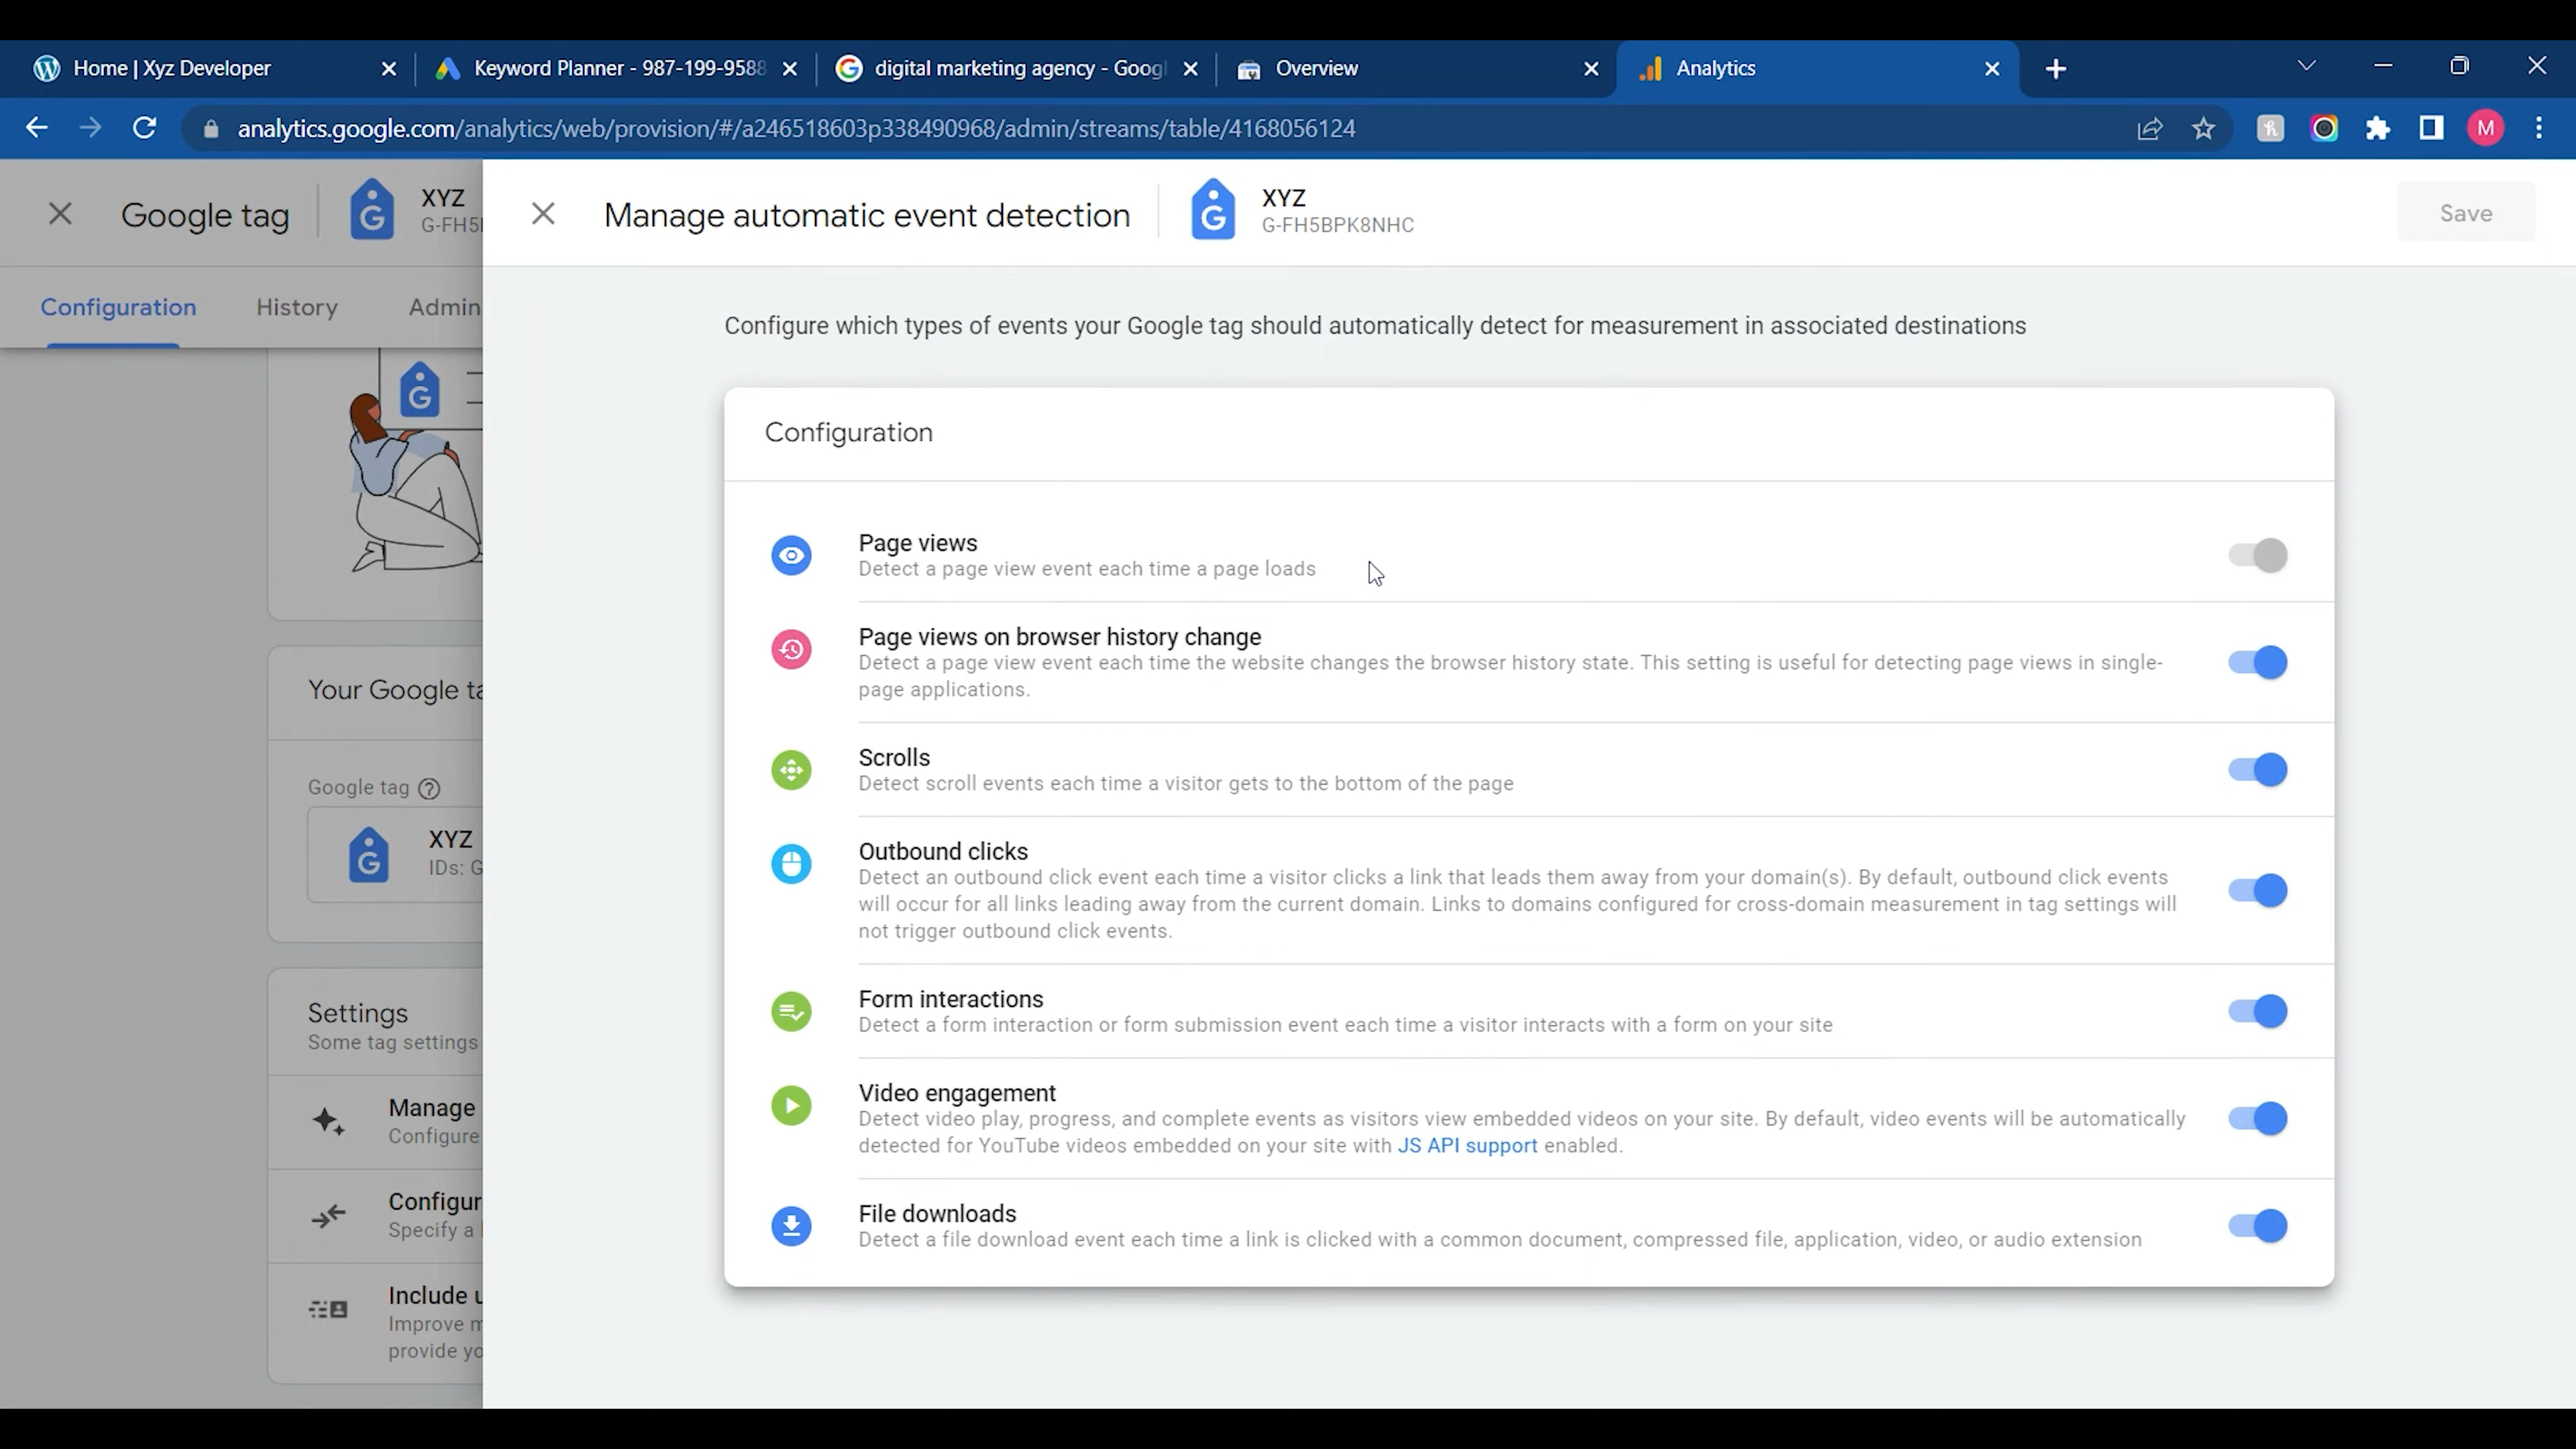 Home | Xyz Developer
Keyword Planner - 987-199-9588
digital marketing agency - Googl
Overview
Analytics
analytics.google.com/analytics/web/provision/#/a246518603p338490968/admin/streams/table/4168056124
M
Google tag
XYZ
G-FH5
Manage automatic event detection
XYZ
G-FH5BPK8NHC
Save
Configuration
History
Admin
Configure which types of events your Google tag should automatically detect for measurement in associated destinations
Configuration
Page views
Detect a page view event each time a page loads
Page views on browser history change
Detect a page view event each time the website changes the browser history state. This setting is useful for detecting page views in single-
page applications.
Scrolls
Detect scroll events each time a visitor gets to the bottom of the page
Outbound clicks
Detect an outbound click event each time a visitor clicks a link that leads them away from your domain(s). By default, outbound click events
will occur for all links leading away from the current domain. Links to domains configured for cross-domain measurement in tag settings will
not trigger outbound click events.
Form interactions
Detect a form interaction or form submission event each time a visitor interacts with a form on your site
Video engagement
Detect video play, progress, and complete events as visitors view embedded videos on your site. By default, video events will be automatically
detected for YouTube videos embedded on your site with JS API support enabled.
File downloads
Detect a file download event each time a link is clicked with a common document, compressed file, application, video, or audio extension
Your Google ta
Google tag
XYZ
IDs: G
Settings
Some tag settings
Manage
Configure
Configur
Specify a
Include u
Improve m
provide yo